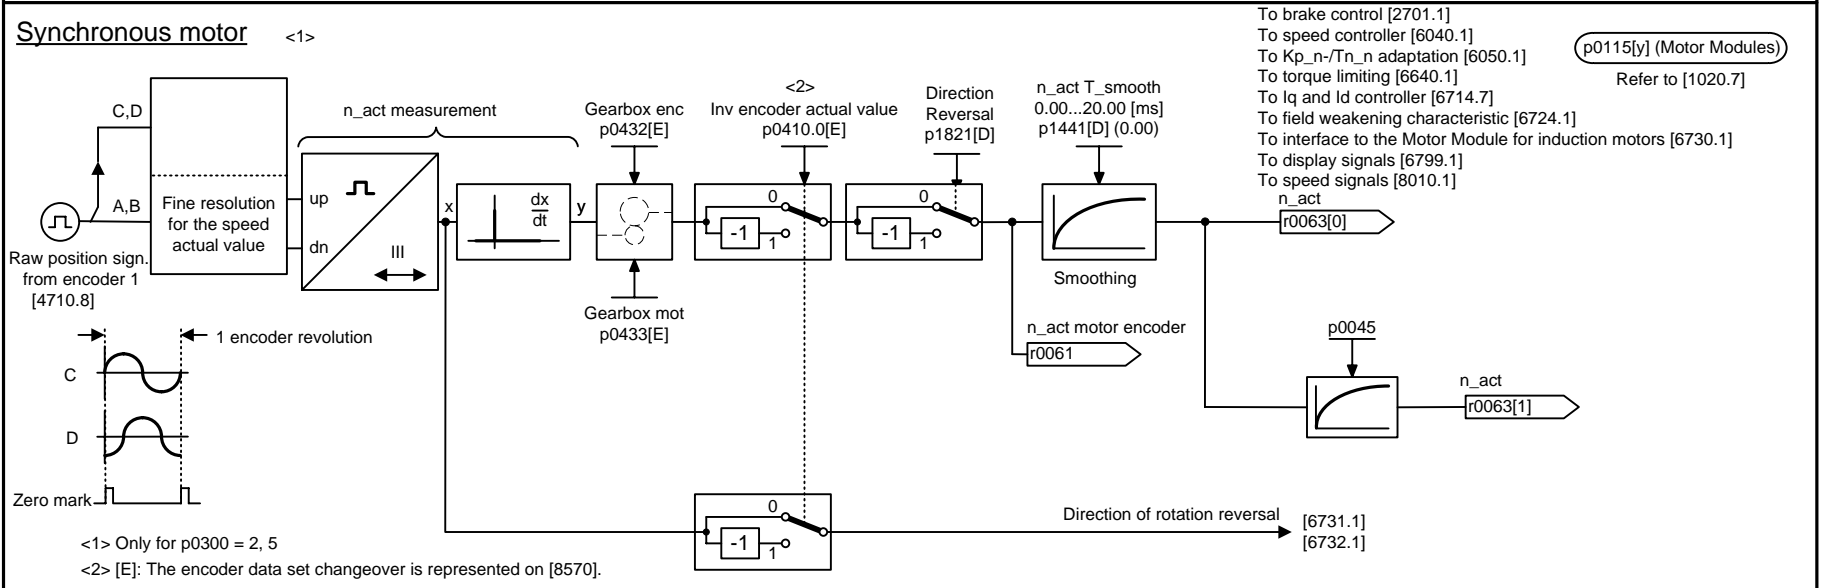 Synchronous motor <1>
To brake control [2701.1]
To speed controller [6040.1]
To Kp_n-/Tn_n adaptation [6050.1]
To torque limiting [6640.1]
To Iq and Id controller [6714.7]
To field weakening characteristic [6724.1]
To interface to the Motor Module for induction motors [6730.1]
To display signals [6799.1]
To speed signals [8010.1]
p0115[y] (Motor Modules)
Refer to [1020.7]
C,D
A,B
Raw position sign.
from encoder 1
[4710.8]
Fine resolution
for the speed
actual value
n_act measurement
up
dn
III
x
dx
dt
y
Gearbox enc
p0432[E]
Gearbox mot
p0433[E]
<2>
Inv encoder actual value
p0410.0[E]
0
-1
1
Direction
Reversal
p1821[D]
0
-1
1
n_act T_smooth
0.00...20.00 [ms]
p1441[D] (0.00)
Smoothing
n_act
r0063[0]
n_act motor encoder
r0061
p0045
n_act
r0063[1]
1 encoder revolution
C
D
Zero mark
0
-1
1
Direction of rotation reversal
[6731.1]
[6732.1]
<1> Only for p0300 = 2, 5
<2> [E]: The encoder data set changeover is represented on [8570].